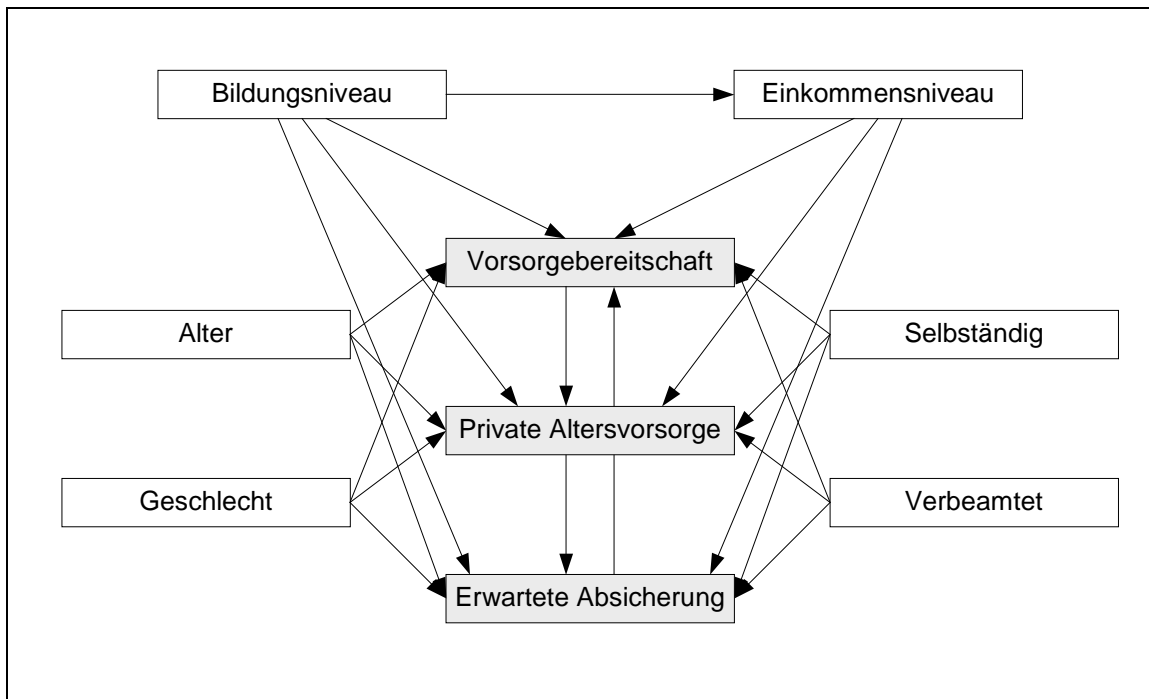 Bildungsniveau
Einkommensniveau
Vorsorgebereitschaft
Alter
Selbständig
Private Altersvorsorge
Geschlecht
Verbeamtet
Erwartete Absicherung